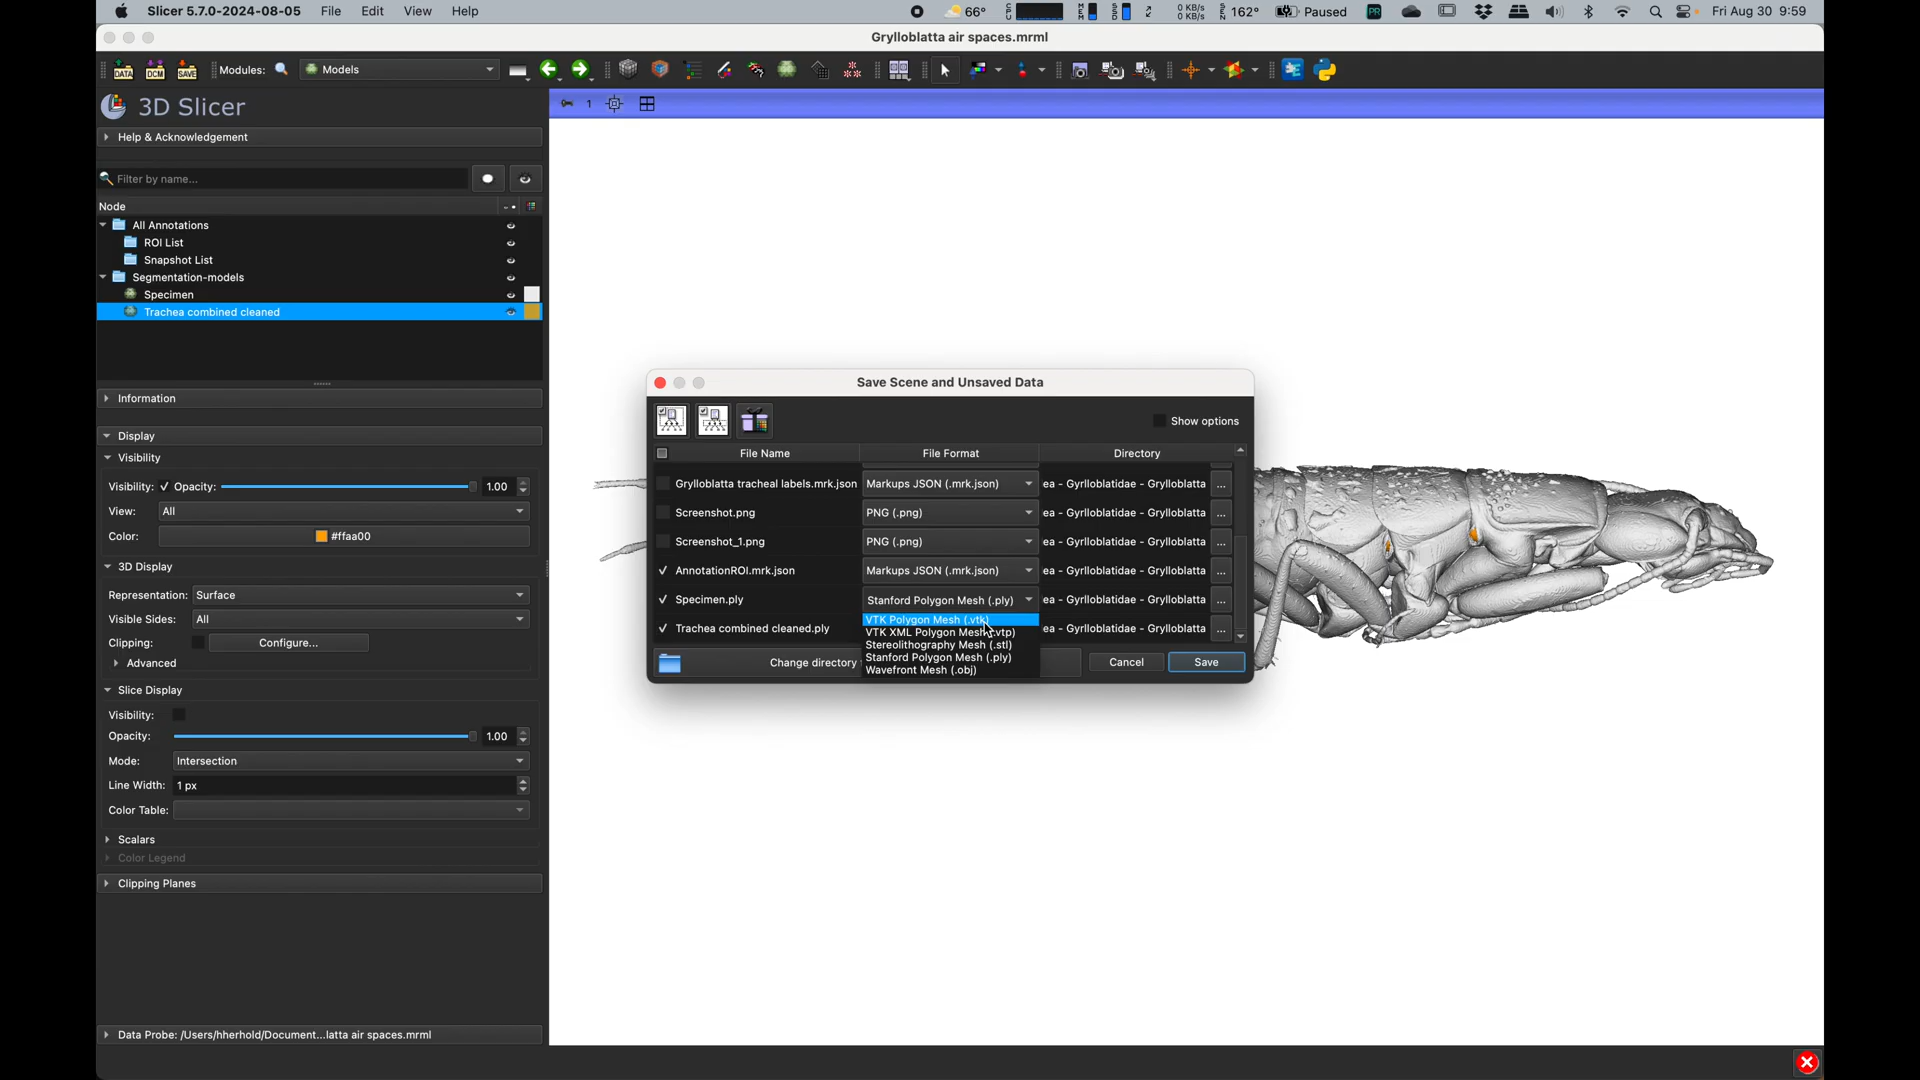 Slicer 5.7.0-2024-08-05 File Edit View Help 66° 0 KB/s 0 KB/s 162° Paused Fri Aug 30 9:59
Grylloblatta air spaces.mrml
DATA DCM SAVE Modules: Models
3D Slicer
1
Help & Acknowledgement
Filter by name...
Node
All Annotations
ROI List
Snapshot List
Segmentation-models
Specimen
Trachea combined cleaned
Information
Display
Visibility
Visibility: Opacity: 1.00
View: All
Color: #ffaa00
3D Display
Representation: Surface
Visible Sides: All
Clipping: Configure...
Advanced
Slice Display
Visibility:
Opacity: 1.00
Mode: Intersection
Line Width: 1 px
Color Table:
Scalars
Color Legend
Clipping Planes
Data Probe: /Users/hherhold/Document...latta air spaces.mrml
Save Scene and Unsaved Data
Show options
File Name File Format Directory
Grylloblatta tracheal labels.mrk.json Markups JSON (.mrk.json) ea - Gyrlloblatidae - Grylloblatta ...
Screenshot.png PNG (.png) ea - Gyrlloblatidae - Grylloblatta ...
Screenshot_1.png PNG (.png) ea - Gyrlloblatidae - Grylloblatta ...
AnnotationROI.mrk.json Markups JSON (.mrk.json) ea - Gyrlloblatidae - Grylloblatta ...
Specimen.ply Stanford Polygon Mesh (.ply) ea - Gyrlloblatidae - Grylloblatta ...
Trachea combined cleaned.ply ea - Gyrlloblatidae - Grylloblatta ...
VTK Polygon Mesh (.vtk)
VTK XML Polygon Mesh (.vtp)
Stereolithography Mesh (.stl)
Stanford Polygon Mesh (.ply)
Wavefront Mesh (.obj)
Change directory Cancel Save